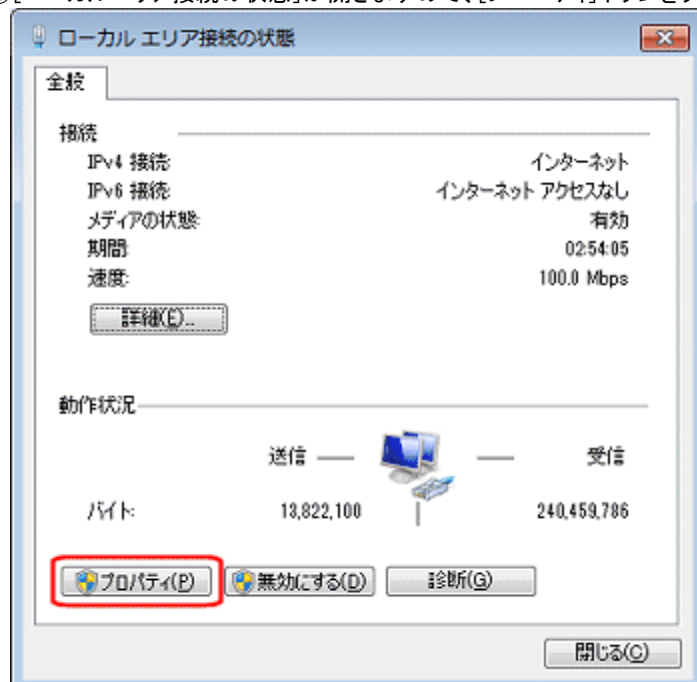 ローカル エリア接続の状態
全般
接続
IPv4 接続: インターネット
IPv6 接続: インターネット アクセスなし
メディアの状態: 有効
期間: 02:54:05
速度: 100.0 Mbps
詳細(E)...
動作状況
送信 受信
バイト: 13,822,100 240,459,786
プロパティ(P) 無効にする(D) 診断(G)
閉じる(C)